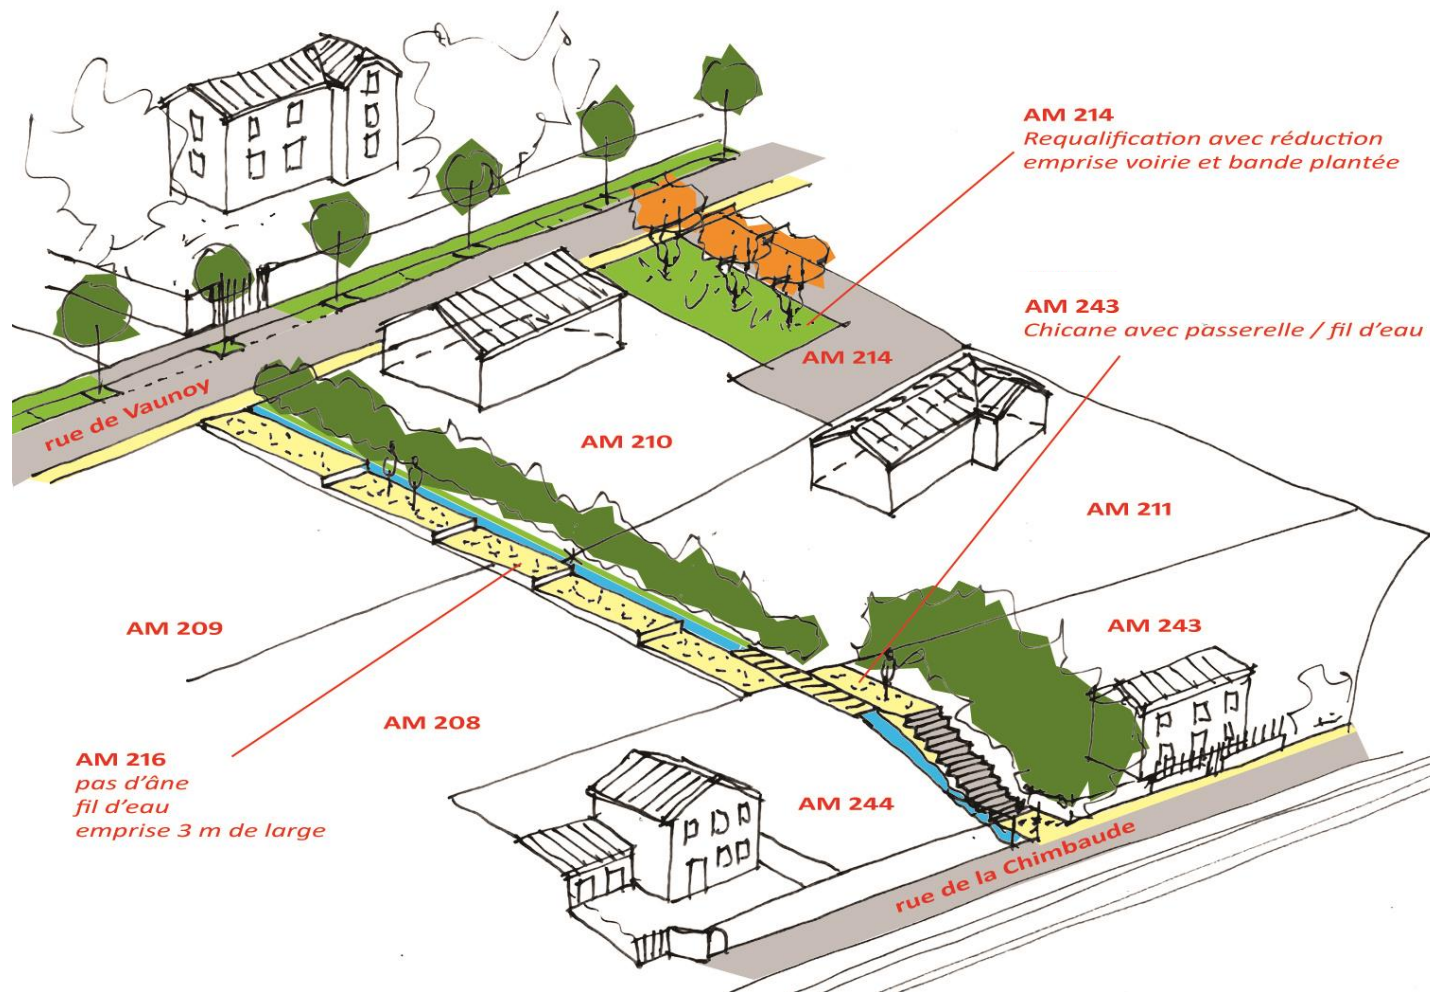 AM 214
Requalification avec réduction
emprise voirie et bande plantée
AM 243
Chicane avec passerelle / fil d'eau
AM 214
rue de Vaunoy
AM 210
AM 211
AM 209
AM 243
AM 208
AM 216
pas d'âne
fil d'eau
emprise 3 m de large
AM 244
rue de la Chimbaude